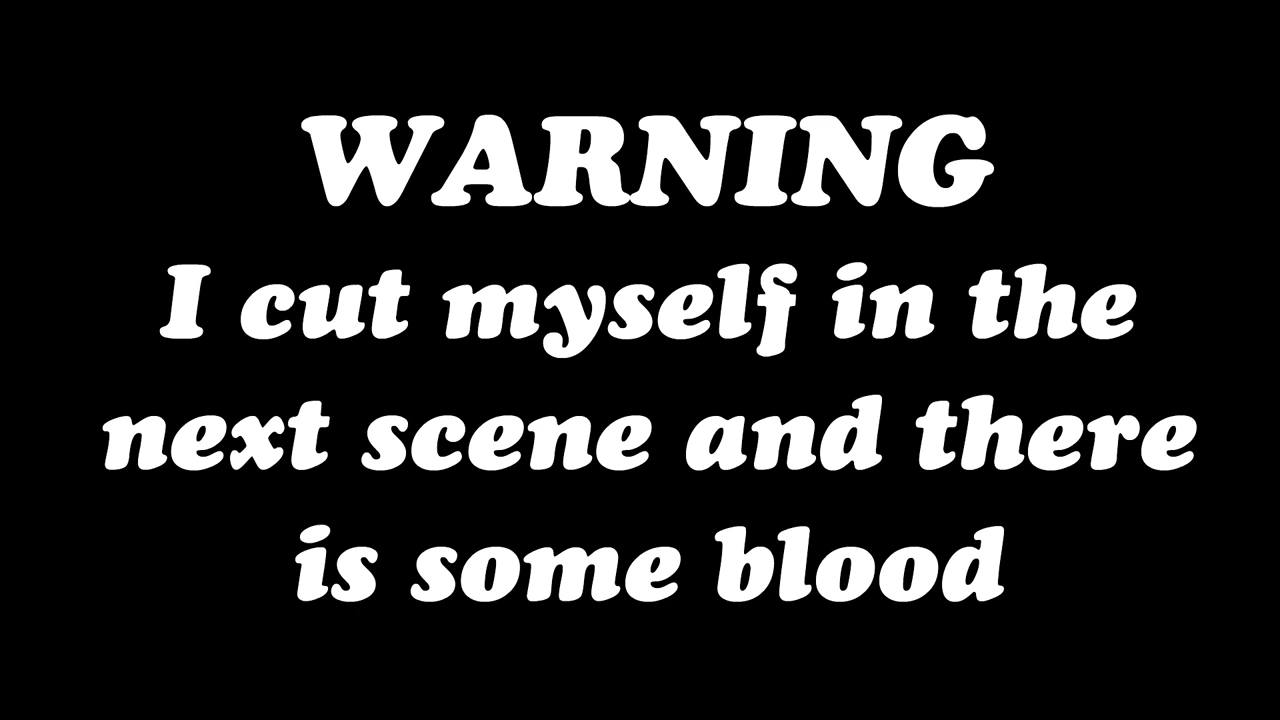 WARNING
I cut myself in the
next scene and there
is some blood